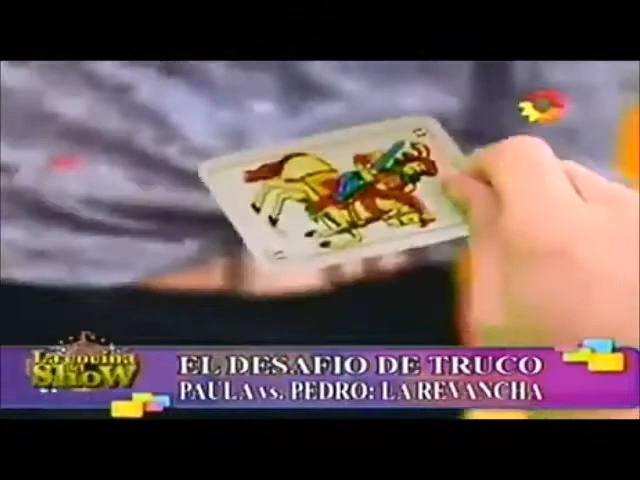 La cocina
del
Show
EL DESAFIO DE TRUCO
PAULA vs. PEDRO: LA REVANCHA